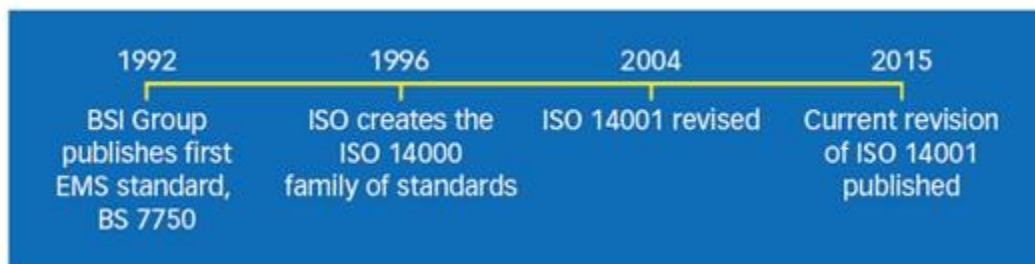 1992
BSI Group
publishes first
EMS standard,
BS 7750
1996
ISO creates the
ISO 14000
family of standards
2004
ISO 14001 revised
2015
Current revision
of ISO 14001
published